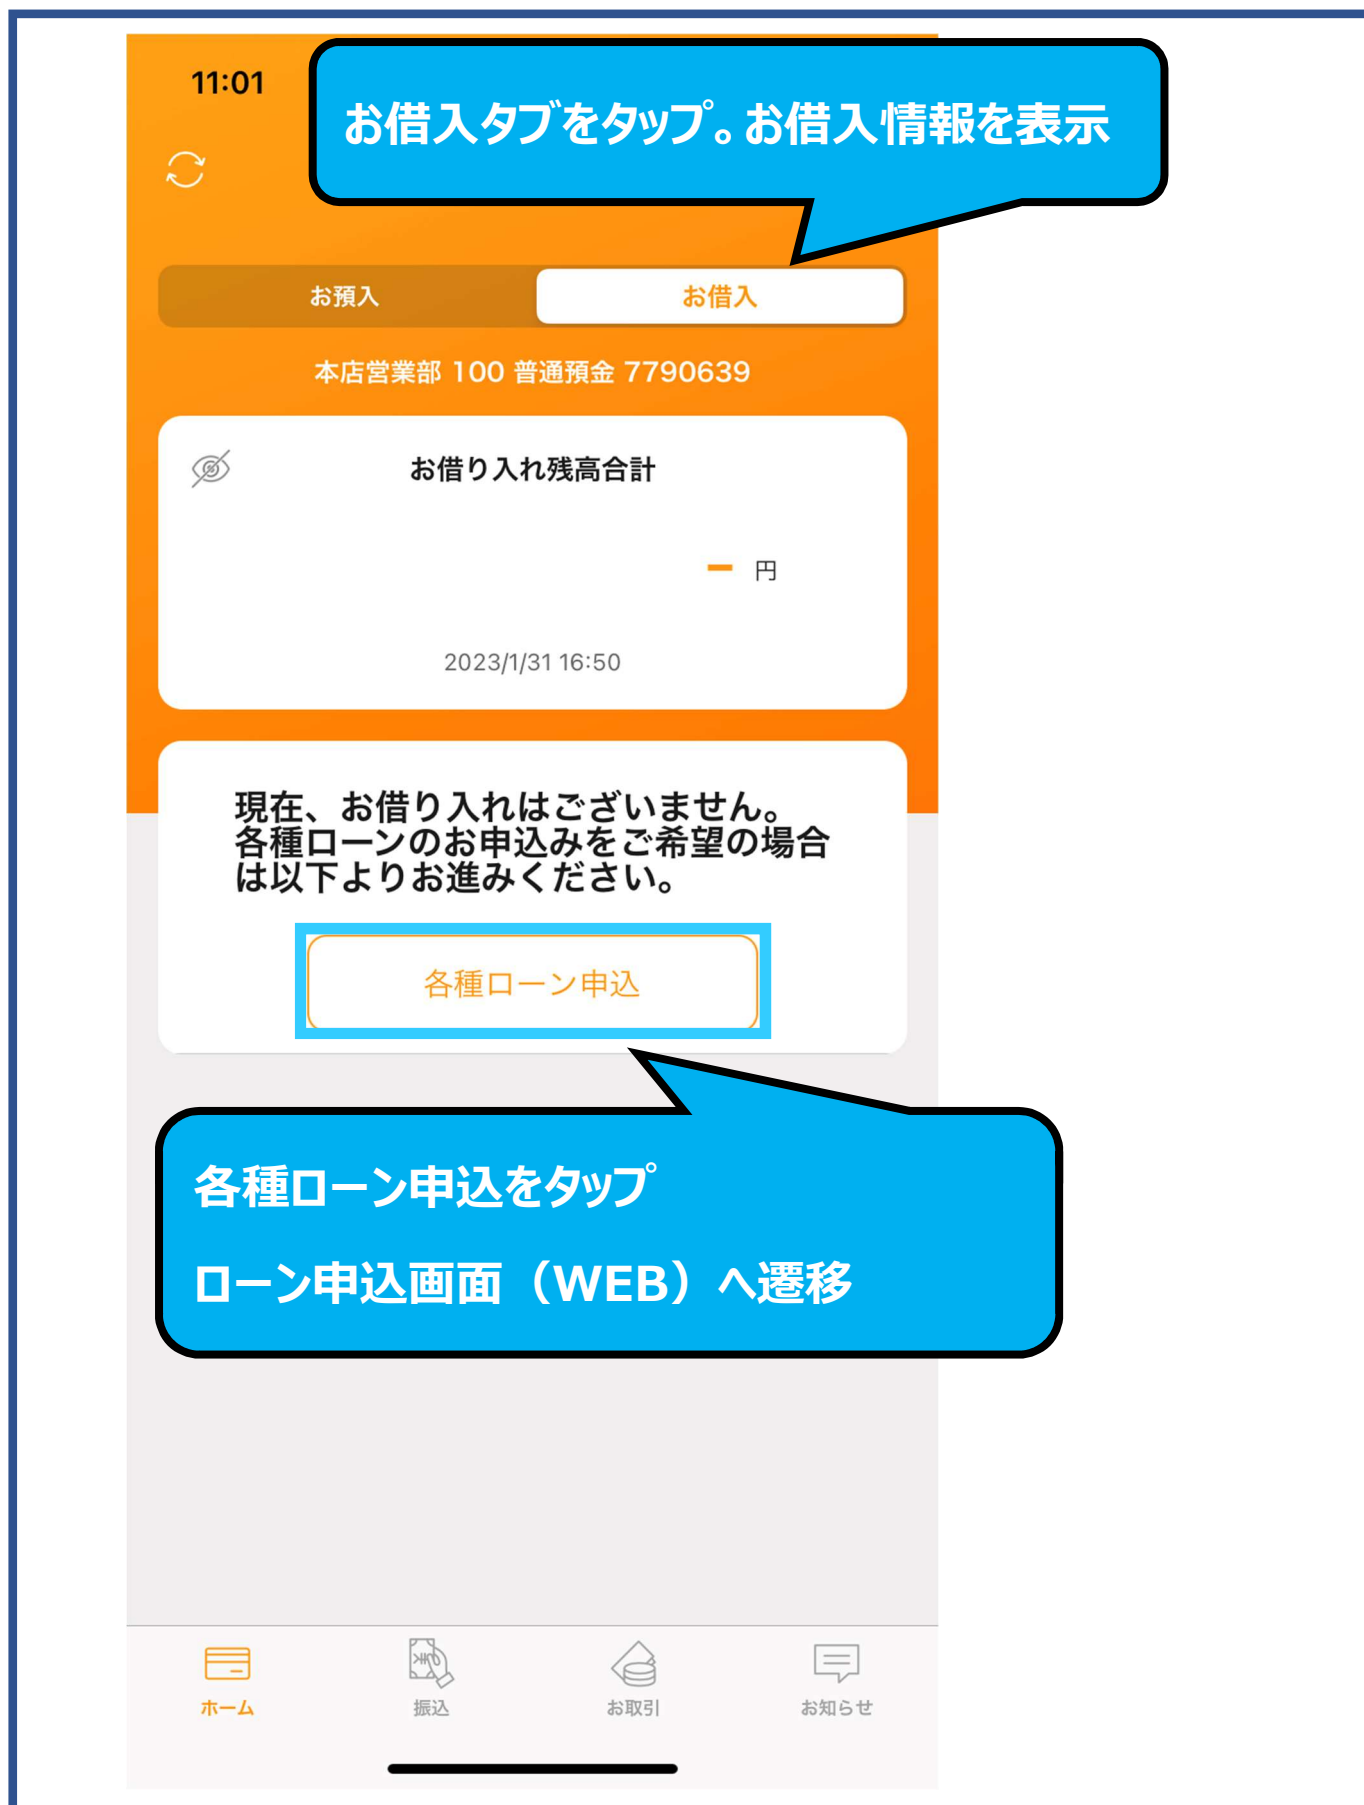 11:01
お借入タブをタップ。お借入情報を表示
お預入
お借入
本店営業部 100 普通預金 7790639
お借り入れ残高合計
- 円
2023/1/31 16:50
現在、お借り入れはございません。
各種ローンのお申込みをご希望の場合
は以下よりお進みください。
各種ローン申込
各種ローン申込をタップ
ローン申込画面（WEB）へ遷移
ホーム
振込
お取引
お知らせ